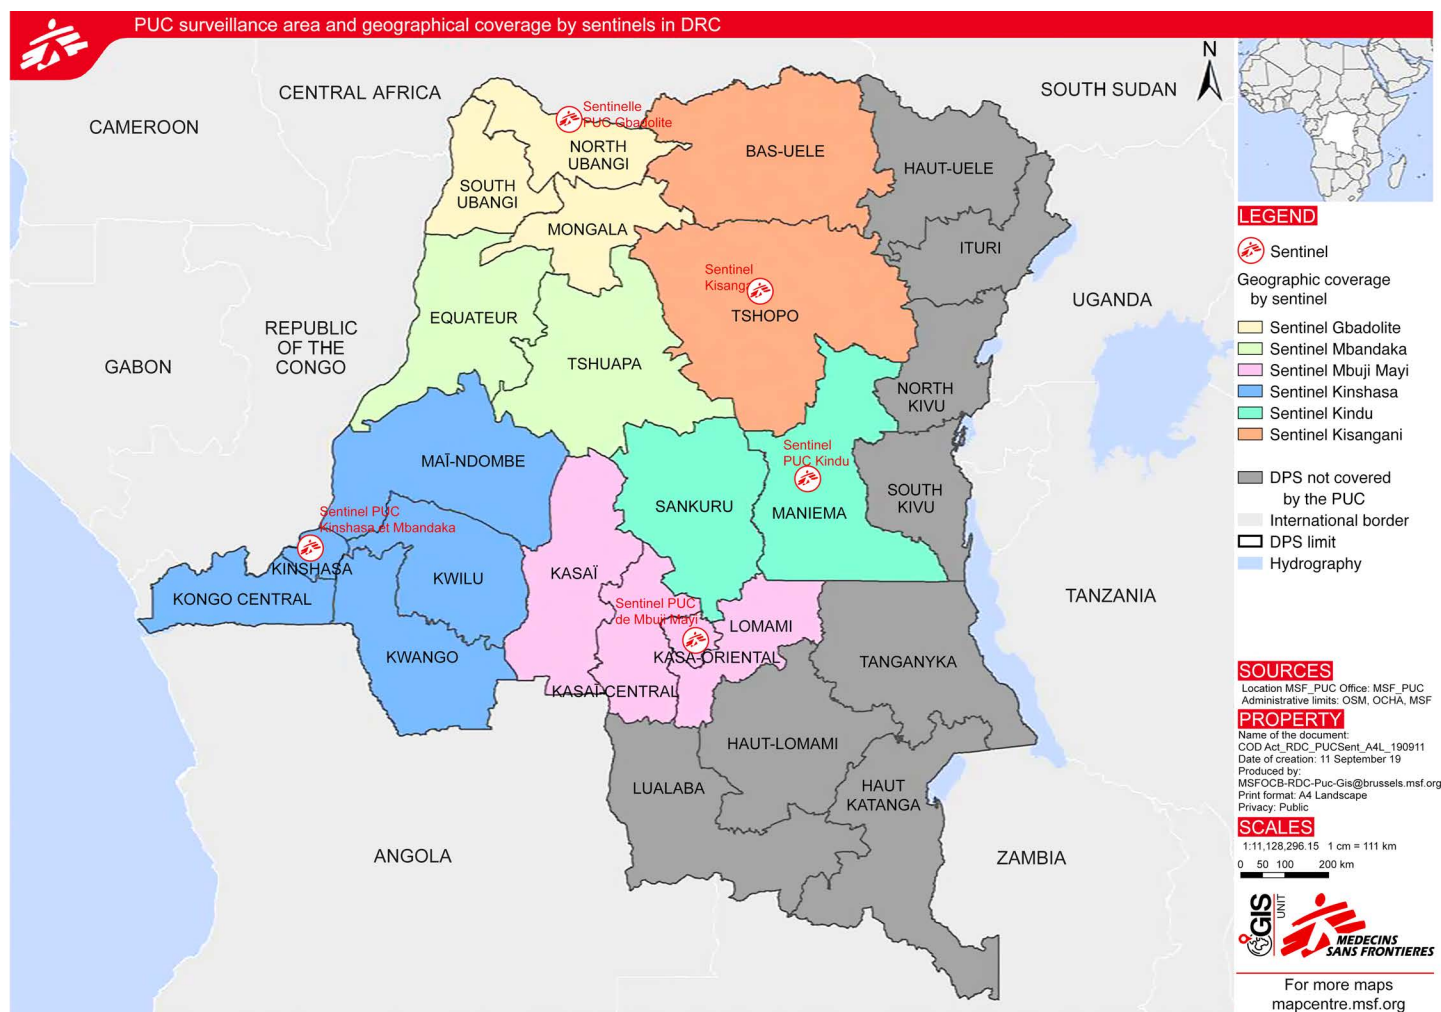 PUC surveillance area and geographical coverage by sentinels in DRC
N
CENTRAL AFRICA
SOUTH SUDAN
CAMEROON
Sentinelle
PUC Gbadolite
NORTH
UBANGI
BAS-UELE
HAUT-UELE
SOUTH
UBANGI
MONGALA
ITURI
Sentinel
TSHOPO
EQUATEUR
REPUBLIC
OF THE
CONGO
UGANDA
GABON
TSHUAPA
NORTH
KIVU
MAÏ-NDOMBE
Sentinel
PUC Kindu
SANKURU
MANIEMA
SOUTH
KIVU
Sentinel PUC
Kinshasa et Mbandaka
KINSHASA
KONGO CENTRAL
KWILU
KASAÏ
TANZANIA
Sentinel PUC
de Mbuji Mayi
LOMAMI
KWANGO
KASA-ORIENTAL
TANGANYKA
KASAÏ-CENTRAL
HAUT-LOMAMI
LUALABA
HAUT
KATANGA
ANGOLA
ZAMBIA
LEGEND
Sentinel
Geographic coverage
by sentinel
Sentinel Gbadolite
Sentinel Mbandaka
Sentinel Mbuji Mayi
Sentinel Kinshasa
Sentinel Kindu
Sentinel Kisangani
DPS not covered
by the PUC
International border
DPS limit
Hydrography
SOURCES
Location MSF_PUC Office: MSF_PUC
Administrative limits: OSM, OCHA, MSF
PROPERTY
Name of the document:
COD Act_RDC_PUCSent_A4L_190911
Date of creation: 11 September 19
Produced by:
MSFOCB-RDC-Puc-Gis@brussels.msf.org
Print format: A4 Landscape
Privacy: Public
SCALES
1:11,128,296.15 1 cm = 111 km
0 50 100 200 km
GIS
UNIT
MEDECINS
SANS FRONTIERES
For more maps
mapcentre.msf.org